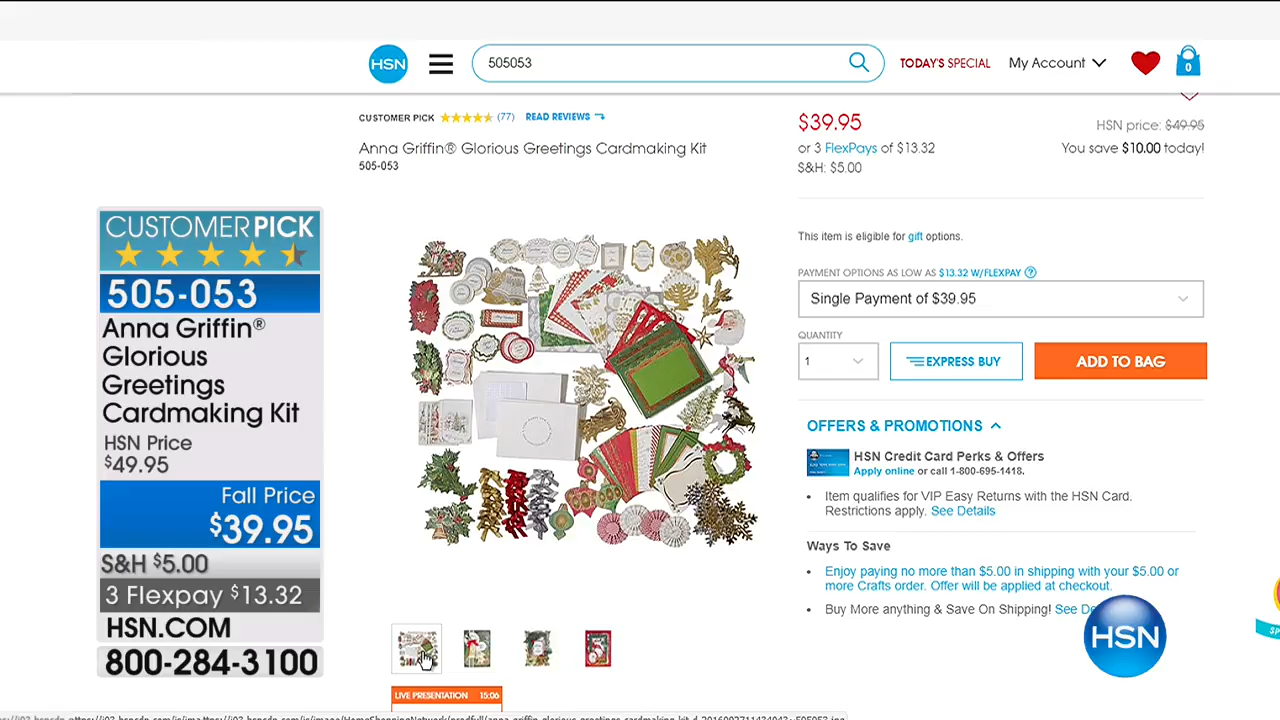 HSN
505053
TODAY'S SPECIAL
My Account
0
CUSTOMER PICK (77) READ REVIEWS
Anna Griffin® Glorious Greetings Cardmaking Kit
505-053
$39.95
HSN price: $49.95
or 3 FlexPays of $13.32
You save $10.00 today!
S&H: $5.00
This item is eligible for gift options.
PAYMENT OPTIONS AS LOW AS $13.32 W/FLEXPAY ?
Single Payment of $39.95
QUANTITY
1
EXPRESS BUY
ADD TO BAG
OFFERS & PROMOTIONS
HSN Credit Card Perks & Offers
Apply online or call 1-800-695-1418.
• Item qualifies for VIP Easy Returns with the HSN Card.
Restrictions apply. See Details
Ways To Save
• Enjoy paying no more than $5.00 in shipping with your $5.00 or
more Crafts order. Offer will be applied at checkout.
• Buy More anything & Save On Shipping! See
HSN
CUSTOMER PICK
505-053
Anna Griffin®
Glorious
Greetings
Cardmaking Kit
HSN Price
$49.95
Fall Price
$39.95
S&H $5.00
3 Flexpay $13.32
HSN.COM
800-284-3100
LIVE PRESENTATION 15:06